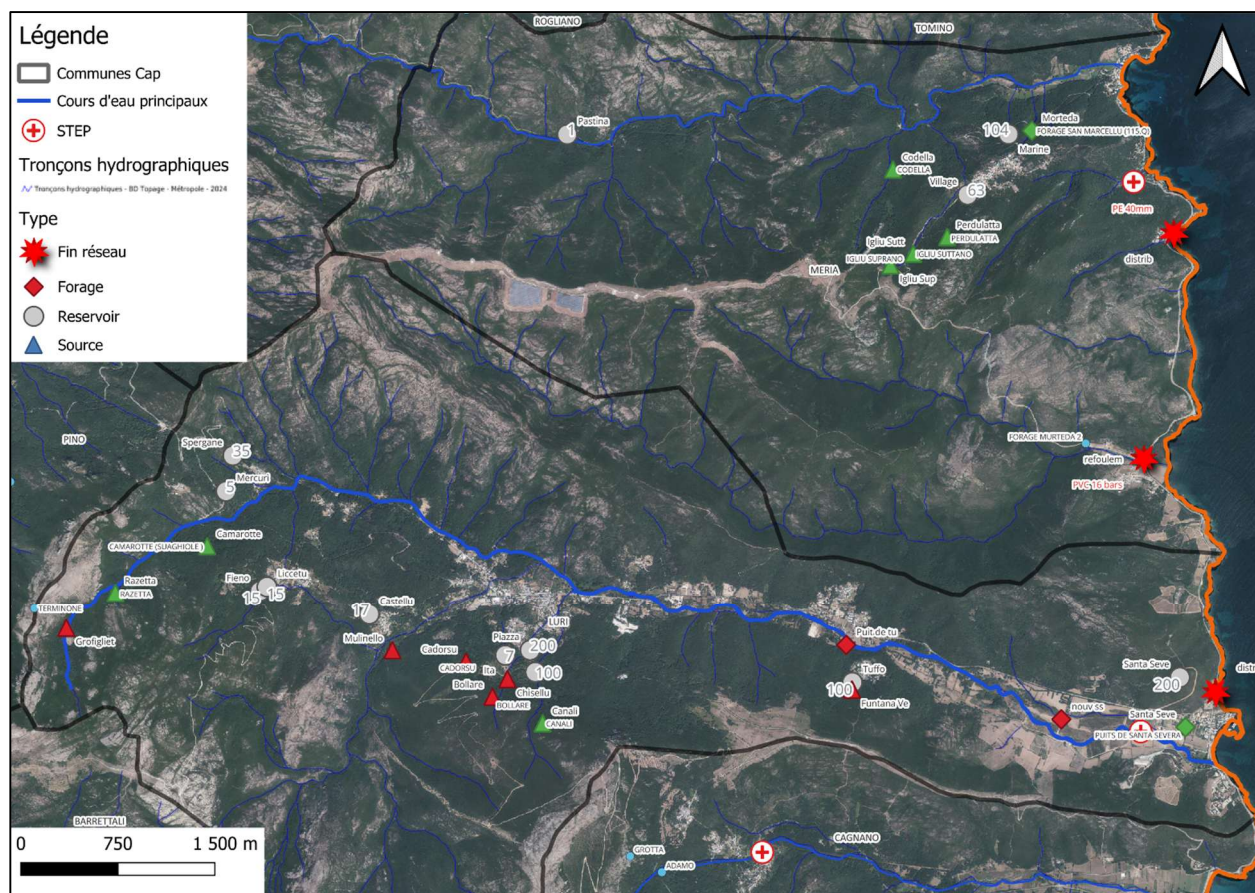 Légende
Communes Cap
Cours d'eau principaux
STEP
Tronçons hydrographiques
Tronçons hydrographiques - BD Topage - Métropole - 2024
Type
Fin réseau
Forage
Reservoir
Source
ROGLIANO
TOMINO
1
Pastina
104
Morteda
FORAGE SAN MARCELLU (115,Q)
Marine
Codella
CODELLA
Village
63
PE 40mm
Perdulatta
PERDULATTA
Igliu Sutt
IGLIU SUTTANO
IGLIU SUPRANO
Igliu Sup
distrib
MERIA
FORAGE MURTEDA 2
refoulem
PVC 16 bars
PINO
Spergane
35
Mercuri
5
Camarotte
CAMAROTTE (SUAGHIOLE )
Razetta
RAZETTA
Fieno
Liccetu
15
15
TERMINONE
Grofigliet
17
Castellu
Mulinello
Cadorsu
CADORSU
Piazza
LURI
7
200
Ita
100
Bollare
BOLLARE
Chisellu
Canali
CANALI
Puit de tu
Tuffo
100
Funtana Ve
Santa Seve
200
distr
nouv ss
Santa Seve
PUITS DE SANTA SEVERA
BARRETTALI
CAGNANO
GROTTA
ADAMO
0
750
1 500 m